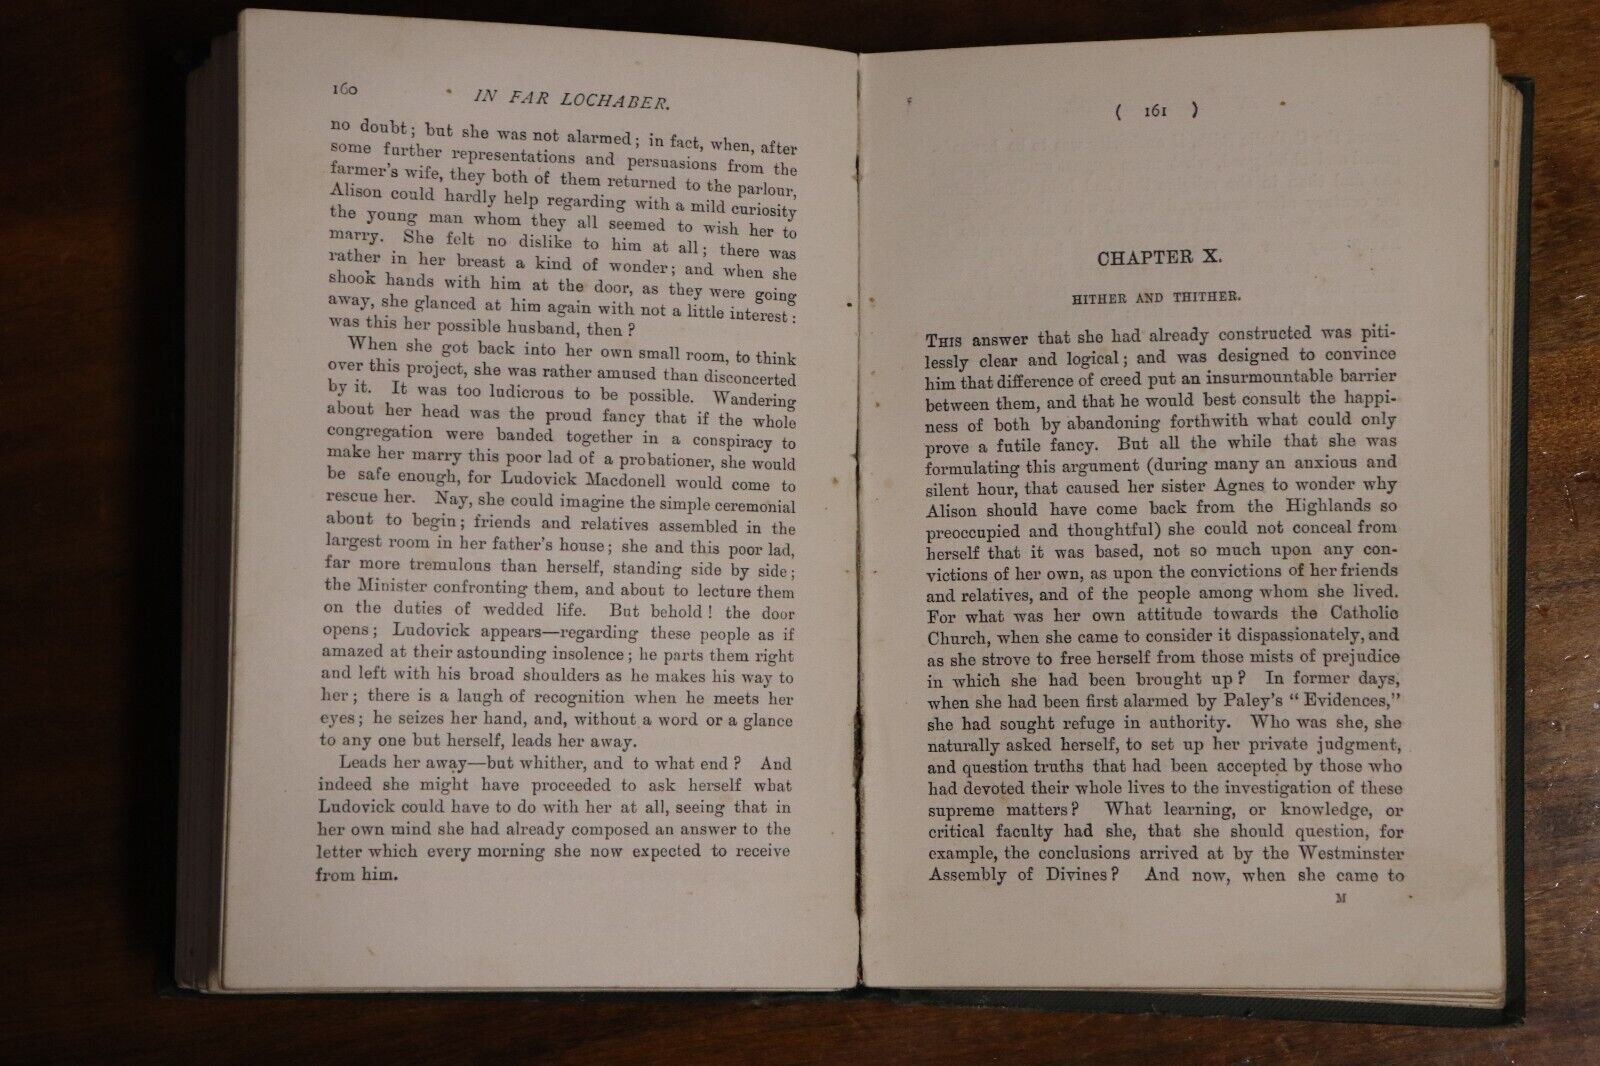 160
IN FAR LOCHABER.
no doubt; but she was not alarmed; in fact, when, after
some further representations and persuasions from the
farmer's wife, they both of them returned to the parlour,
Alison could hardly help regarding with a mild curiosity
the young man whom they all seemed to wish her to
marry. She felt no dislike to him at all; there was
rather in her breast a kind of wonder; and when she
shook hands with him at the door, as they were going
away, she glanced at him again with not a little interest:
was this her possible husband, then?
When she got back into her own small room, to think
over this project, she was rather amused than disconcerted
by it. It was too ludicrous to be possible. Wandering
about her head was the proud fancy that if the whole
congregation were banded together in a conspiracy to
make her marry this poor lad of a probationer, she would
be safe enough, for Ludovick Macdonell would come to
rescue her. Nay, she could imagine the simple ceremonial
about to begin; friends and relatives assembled in the
largest room in her father's house; she and this poor lad,
far more tremulous than herself, standing side by side;
the Minister confronting them, and about to lecture them
on the duties of wedded life. But behold! the door
opens; Ludovick appears—regarding these people as if
amazed at their astounding insolence; he parts them right
and left with his broad shoulders as he makes his way to
her; there is a laugh of recognition when he meets her
eyes; he seizes her hand, and, without a word or a glance
to any one but herself, leads her away.
Leads her away—but whither, and to what end? And
indeed she might have proceeded to ask herself what
Ludovick could have to do with her at all, seeing that in
her own mind she had already composed an answer to the
letter which every morning she now expected to receive
from him.
( 161 )
CHAPTER X.
HITHER AND THITHER.
THIS answer that she had already constructed was piti-
lessly clear and logical; and was designed to convince
him that difference of creed put an insurmountable barrier
between them, and that he would best consult the happi-
ness of both by abandoning forthwith what could only
prove a futile fancy. But all the while that she was
formulating this argument (during many an anxious and
silent hour, that caused her sister Agnes to wonder why
Alison should have come back from the Highlands so
preoccupied and thoughtful) she could not conceal from
herself that it was based, not so much upon any con-
victions of her own, as upon the convictions of her friends
and relatives, and of the people among whom she lived.
For what was her own attitude towards the Catholic
Church, when she came to consider it dispassionately, and
as she strove to free herself from those mists of prejudice
in which she had been brought up? In former days,
when she had been first alarmed by Paley's "Evidences,"
she had sought refuge in authority. Who was she, she
naturally asked herself, to set up her private judgment,
and question truths that had been accepted by those who
had devoted their whole lives to the investigation of these
supreme matters? What learning, or knowledge, or
critical faculty had she, that she should question, for
example, the conclusions arrived at by the Westminster
Assembly of Divines? And now, when she came to
M